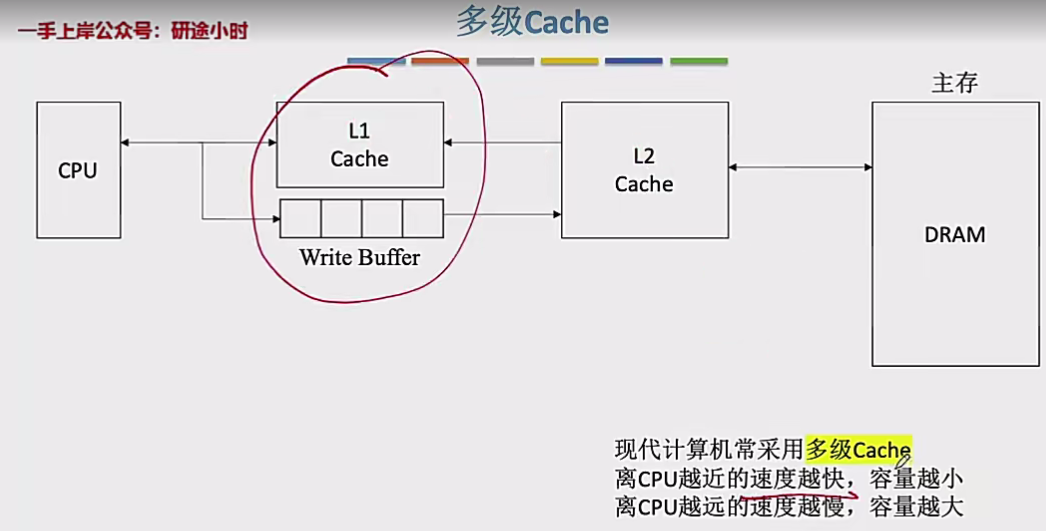 一手上岸公众号：研途小时
多级Cache
主存
CPU
L1
Cache
L2
Cache
DRAM
Write Buffer
现代计算机常采用多级Cache
离CPU越近的速度越快，容量越小
离CPU越远的速度越慢，容量越大